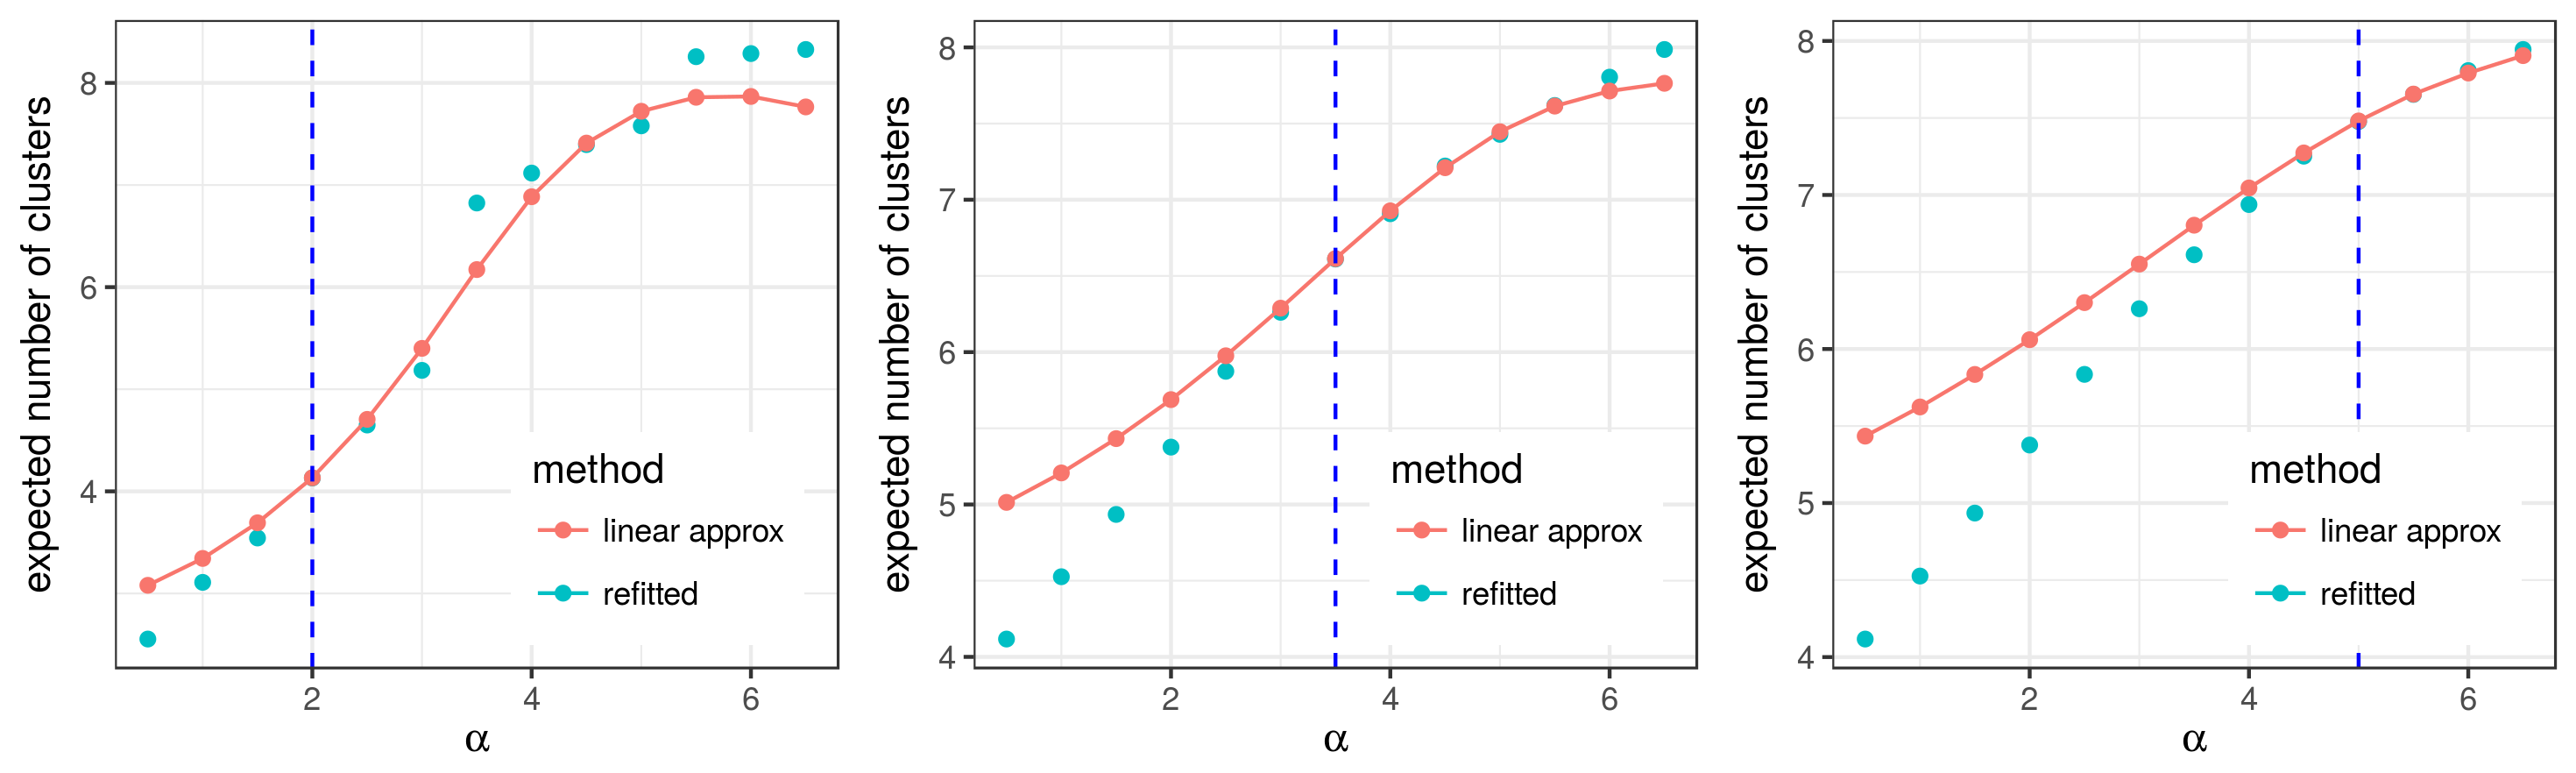 expected number of clusters
8
6
4
2
4
6
α
method
linear approx
refitted
expected number of clusters
8
7
6
5
4
2
4
6
α
method
linear approx
refitted
expected number of clusters
8
7
6
5
4
2
4
6
α
method
linear approx
refitted